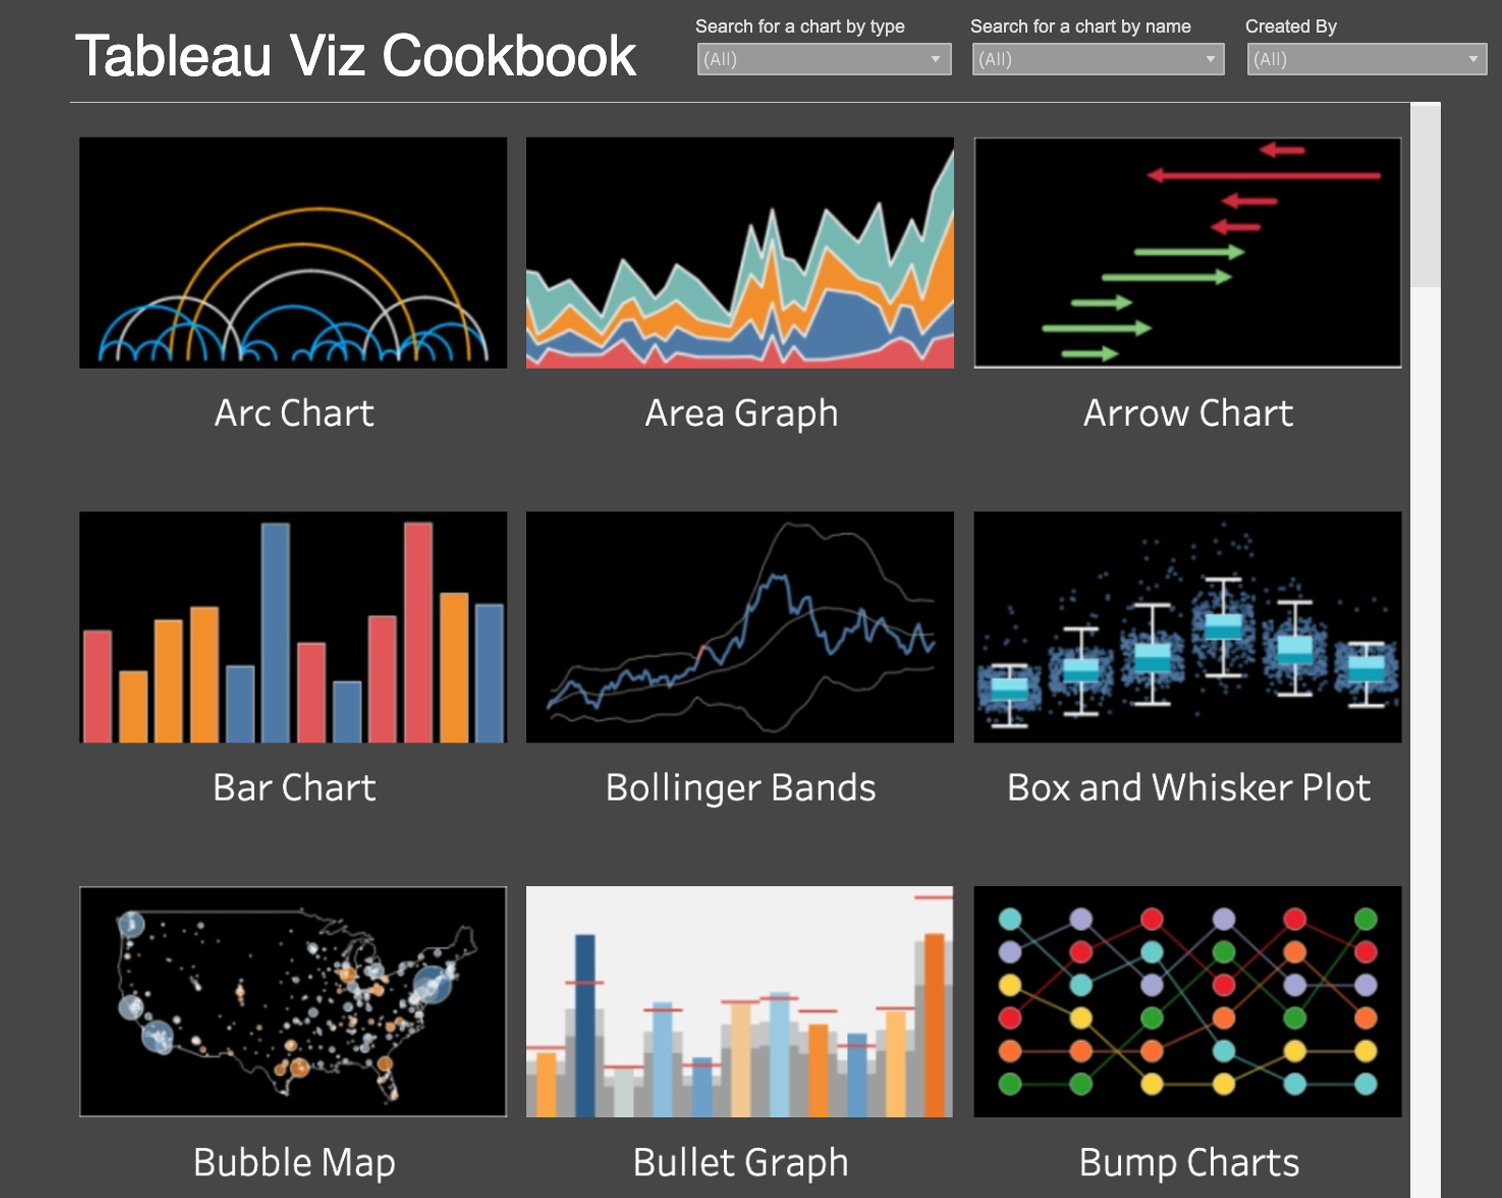 Tableau Viz Cookbook
Search for a chart by type
Search for a chart by name
Created By
(All)
(All)
(All)
Arc Chart
Area Graph
Arrow Chart
Bar Chart
Bollinger Bands
Box and Whisker Plot
Bubble Map
Bullet Graph
Bump Charts